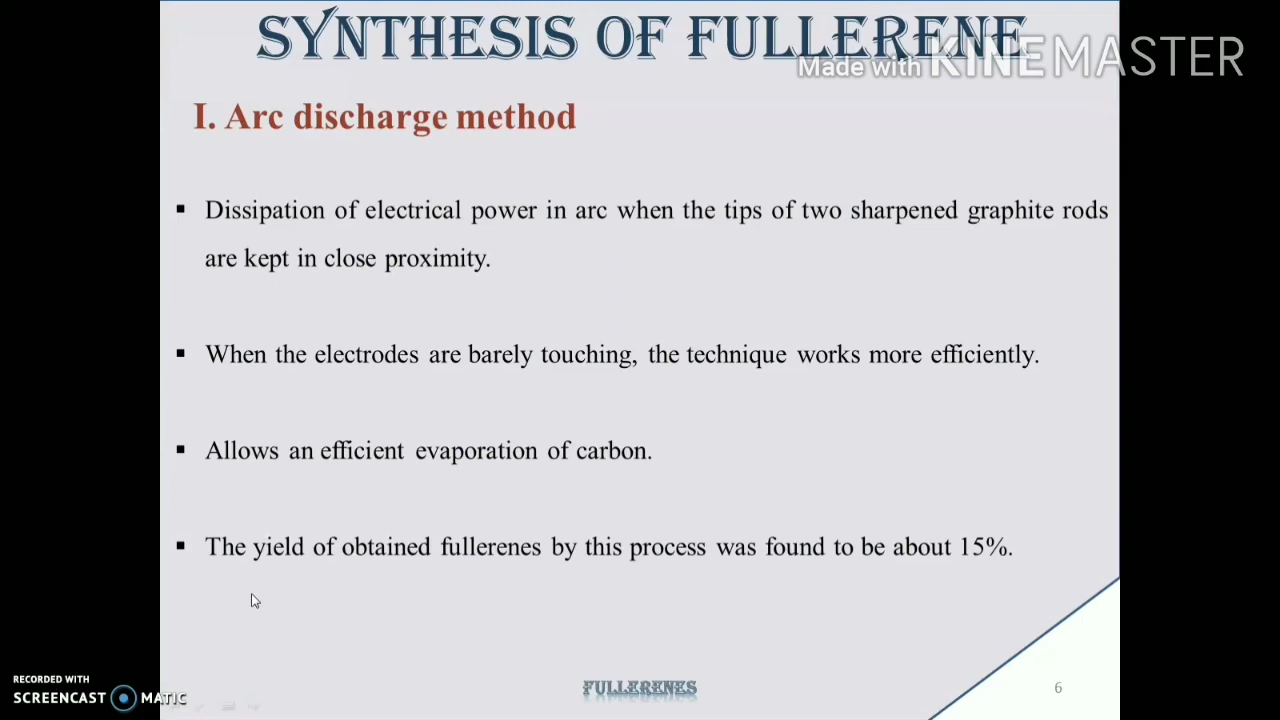 SYNTHESIS OF FULLERENE
Made with KINEMASTER
I. Arc discharge method
▪ Dissipation of electrical power in arc when the tips of two sharpened graphite rods
are kept in close proximity.
▪ When the electrodes are barely touching, the technique works more efficiently.
▪ Allows an efficient evaporation of carbon.
▪ The yield of obtained fullerenes by this process was found to be about 15%.
RECORDED WITH
SCREENCAST MATIC
FULLERENES
6